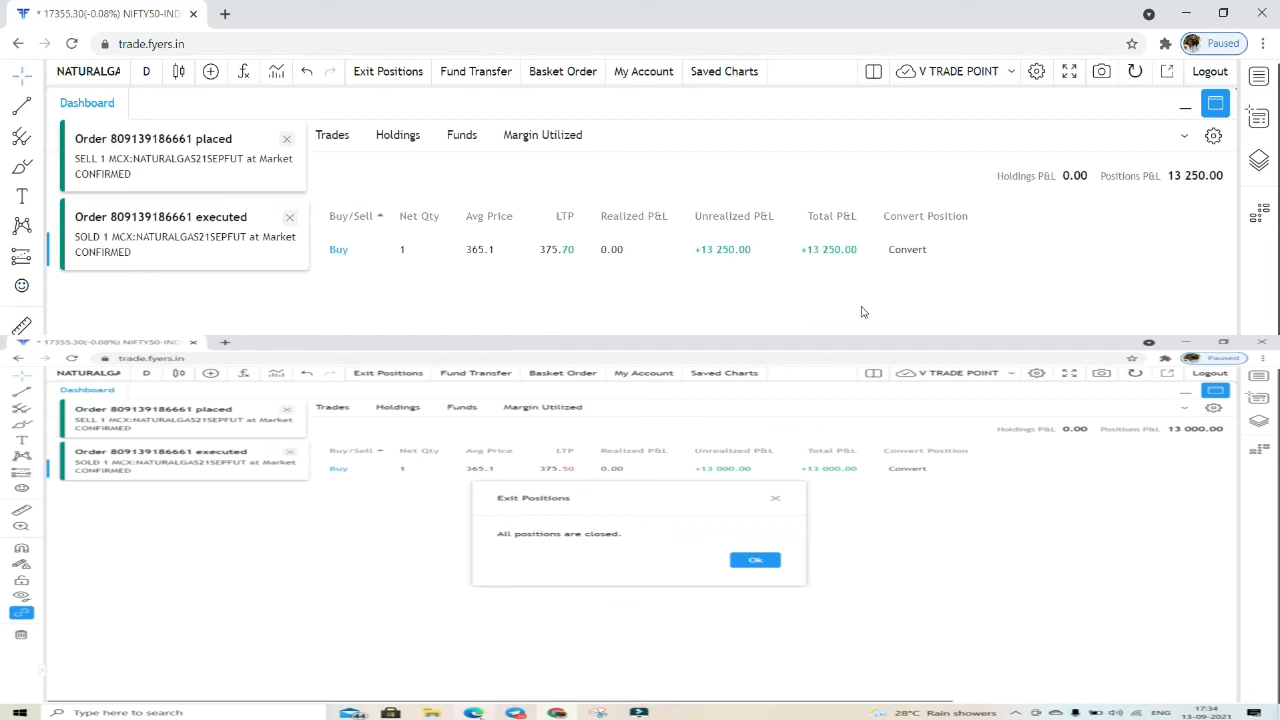 * 17355.30(-0.08%) NIFTY50-IND
trade.fyers.in
Paused
NATURALGA D Exit Positions Fund Transfer Basket Order My Account Saved Charts V TRADE POINT Logout
Dashboard
Order 809139186661 placed
SELL 1 MCX:NATURALGAS21SEPFUT at Market
CONFIRMED
Trades Holdings Funds Margin Utilized
Holdings P&L 0.00 Positions P&L 13 250.00
Order 809139186661 executed
SOLD 1 MCX:NATURALGAS21SEPFUT at Market
CONFIRMED
Buy/Sell Net Qty Avg Price LTP Realized P&L Unrealized P&L Total P&L Convert Position
Buy 1 365.1 375.70 0.00 +13 250.00 +13 250.00 Convert
* 17355.30(-0.08%) NIFTY50-IND
trade.fyers.in
Paused
NATURALGA D Exit Positions Fund Transfer Basket Order My Account Saved Charts V TRADE POINT Logout
Dashboard
Order 809139186661 placed
SELL 1 MCX:NATURALGAS21SEPFUT at Market
CONFIRMED
Trades Holdings Funds Margin Utilized
Holdings P&L 0.00 Positions P&L 13 000.00
Order 809139186661 executed
SOLD 1 MCX:NATURALGAS21SEPFUT at Market
CONFIRMED
Buy/Sell Net Qty Avg Price LTP Realized P&L Unrealized P&L Total P&L Convert Position
Buy 1 365.1 375.50 0.00 +13 000.00 +13 000.00 Convert
Exit Positions
All positions are closed.
Ok
Type here to search
44
28°C Rain showers
ENG
17:34
13-09-2021